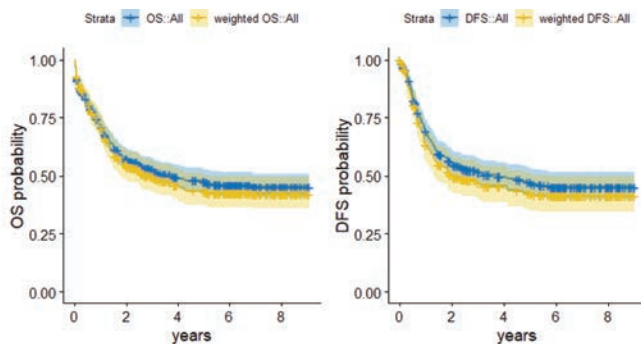 Strata OS::All weighted OS::All
1.00
0.75
0.50
0.25
0.00
OS probability
0 2 4 6 8
years
Strata DFS::All weighted DFS::All
1.00
0.75
0.50
0.25
0.00
DFS probability
0 2 4 6 8
years